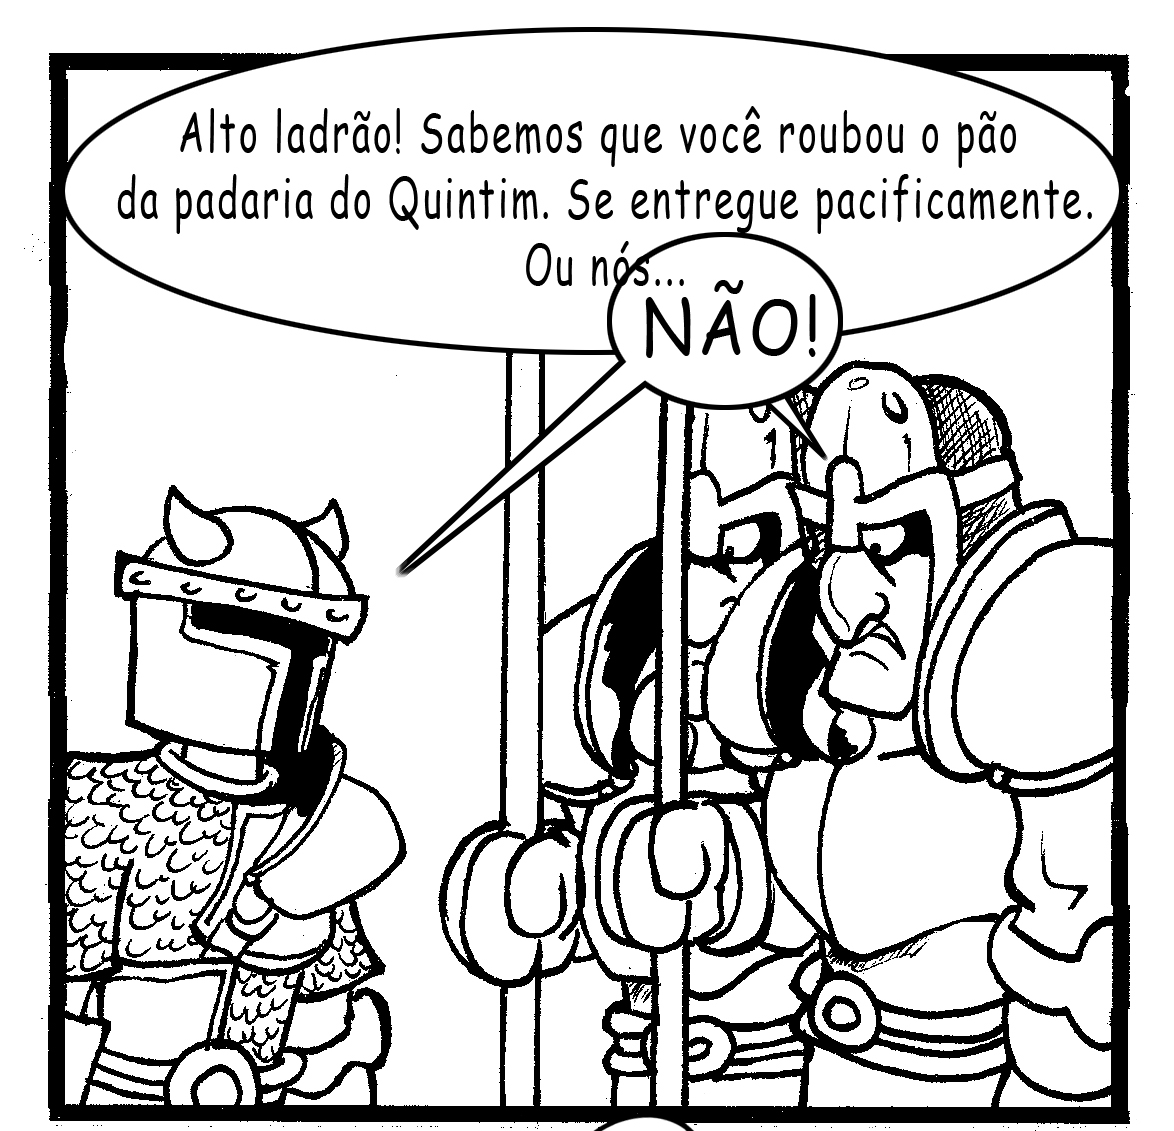 Alto ladrão! Sabemos que você roubou o pão
da padaria do Quintim. Se entregue pacificamente.
Ou nós...
NÃO!